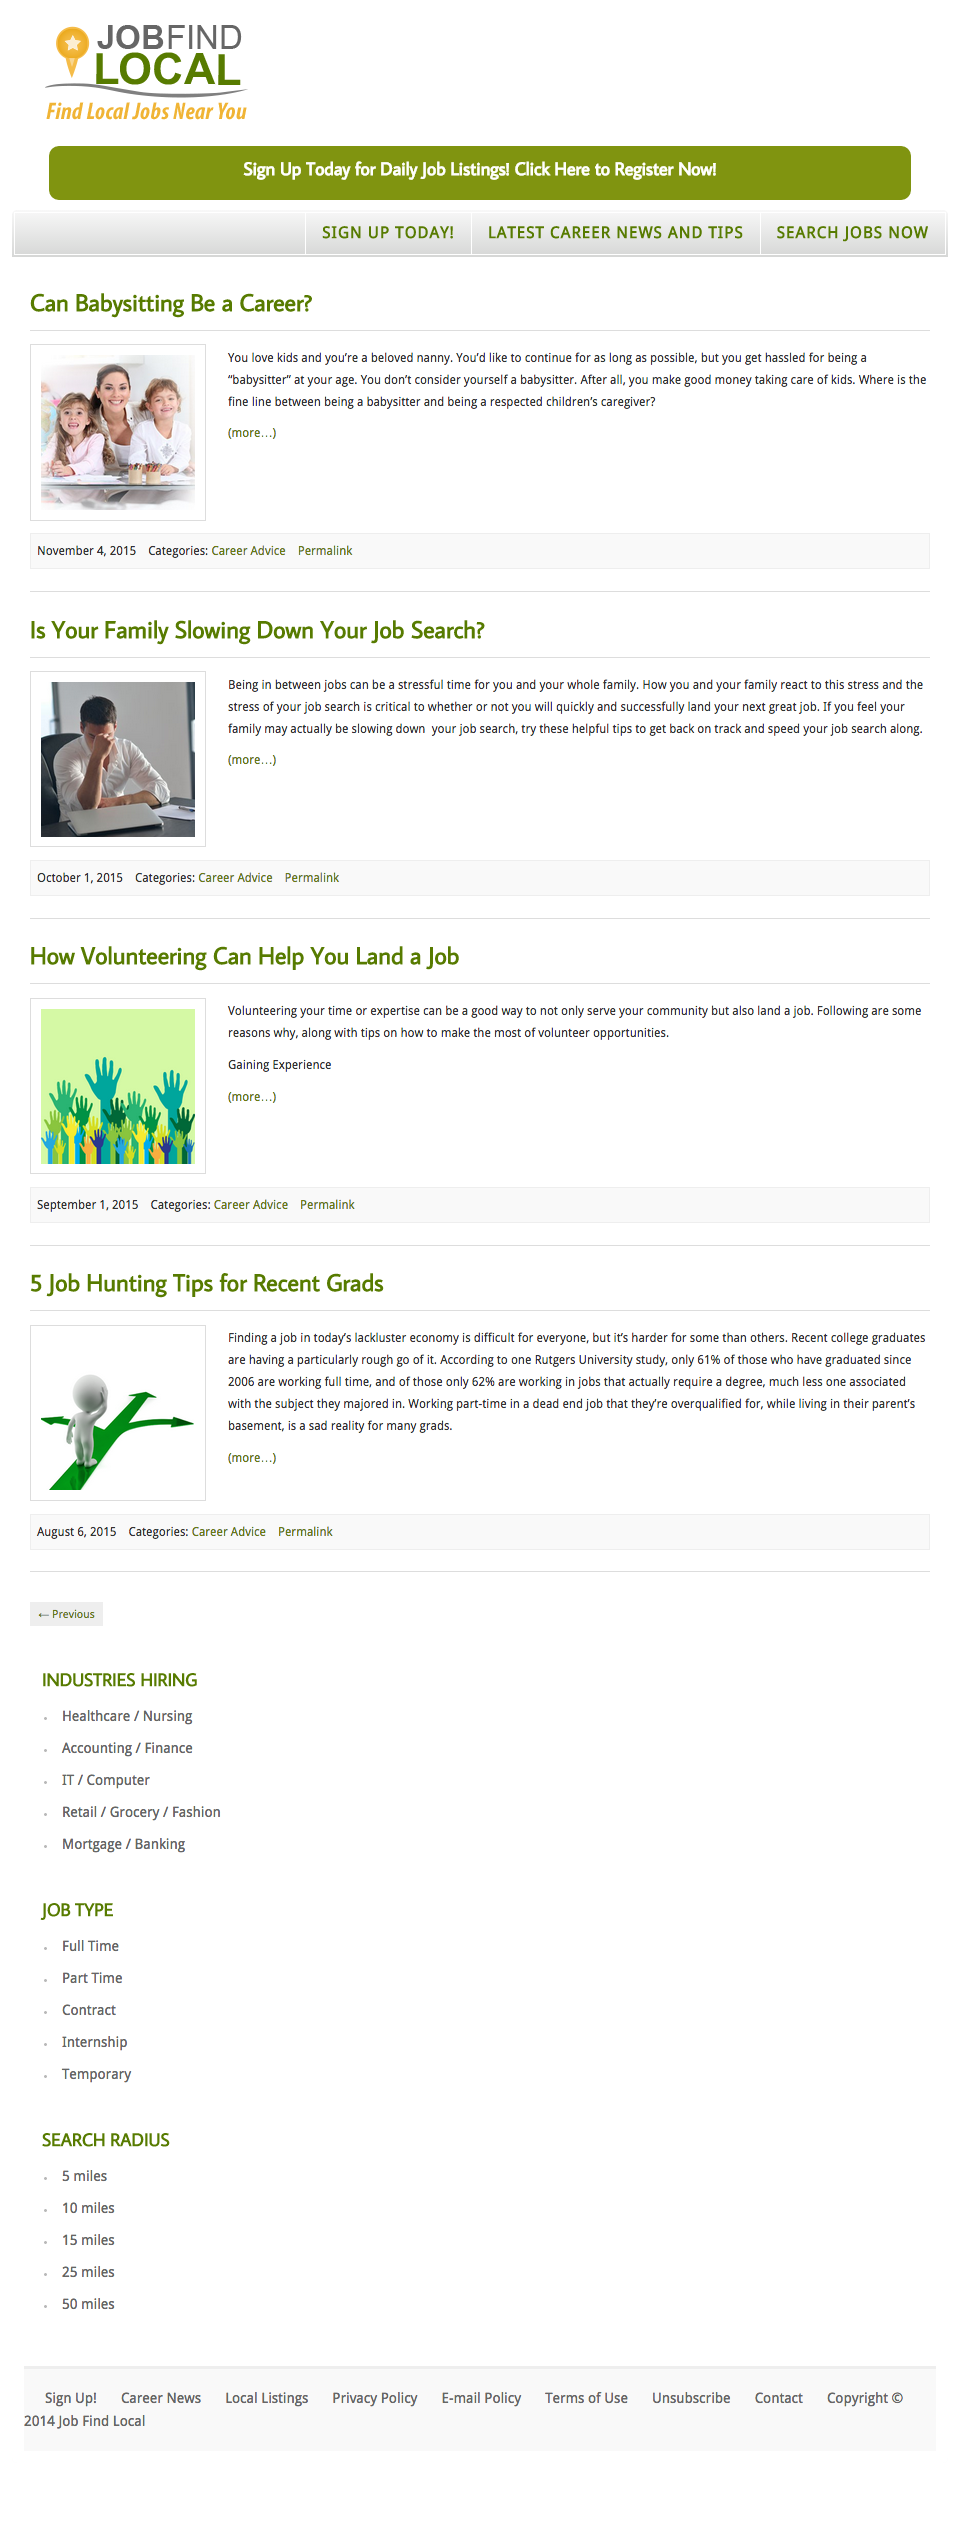 JOBFIND
LOCAL
Find Local Jobs Near You
Sign Up Today for Daily Job Listings! Click Here to Register Now!
SIGN UP TODAY! LATEST CAREER NEWS AND TIPS SEARCH JOBS NOW
Can Babysitting Be a Career?
You love kids and you’re a beloved nanny. You’d like to continue for as long as possible, but you get hassled for being a
“babysitter” at your age. You don’t consider yourself a babysitter. After all, you make good money taking care of kids. Where is the
fine line between being a babysitter and being a respected children’s caregiver?
(more…)
November 4, 2015 Categories: Career Advice Permalink
Is Your Family Slowing Down Your Job Search?
Being in between jobs can be a stressful time for you and your whole family. How you and your family react to this stress and the
stress of your job search is critical to whether or not you will quickly and successfully land your next great job. If you feel your
family may actually be slowing down  your job search, try these helpful tips to get back on track and speed your job search along.
(more…)
October 1, 2015 Categories: Career Advice Permalink
How Volunteering Can Help You Land a Job
Volunteering your time or expertise can be a good way to not only serve your community but also land a job. Following are some
reasons why, along with tips on how to make the most of volunteer opportunities.
Gaining Experience
(more…)
September 1, 2015 Categories: Career Advice Permalink
5 Job Hunting Tips for Recent Grads
Finding a job in today’s lackluster economy is difficult for everyone, but it’s harder for some than others. Recent college graduates
are having a particularly rough go of it. According to one Rutgers University study, only 61% of those who have graduated since
2006 are working full time, and of those only 62% are working in jobs that actually require a degree, much less one associated
with the subject they majored in. Working part-time in a dead end job that they’re overqualified for, while living in their parent’s
basement, is a sad reality for many grads.
(more…)
August 6, 2015 Categories: Career Advice Permalink
← Previous
INDUSTRIES HIRING
Healthcare / Nursing
Accounting / Finance
IT / Computer
Retail / Grocery / Fashion
Mortgage / Banking
JOB TYPE
Full Time
Part Time
Contract
Internship
Temporary
SEARCH RADIUS
5 miles
10 miles
15 miles
25 miles
50 miles
Sign Up! Career News Local Listings Privacy Policy E-mail Policy Terms of Use Unsubscribe Contact Copyright ©
2014 Job Find Local